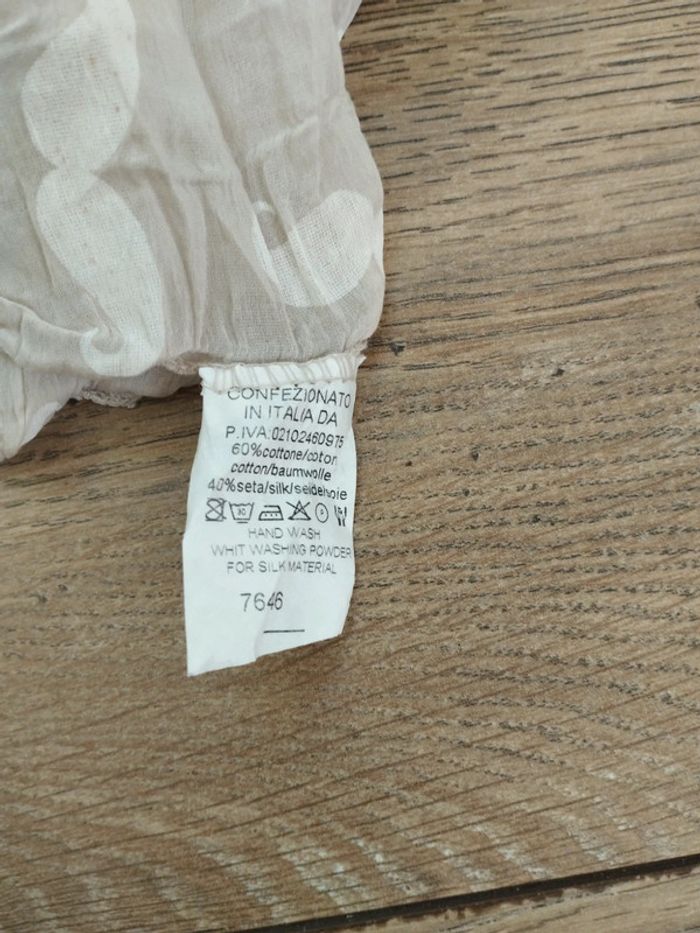 CONFEZIONATO
IN ITALIA DA
P.IVA:02102460975
60%cottone/coton
cotton/baumwolle
40%seta/silk/seide/soie
HAND WASH
WHIT WASHING POWDER
FOR SILK MATERIAL
7646